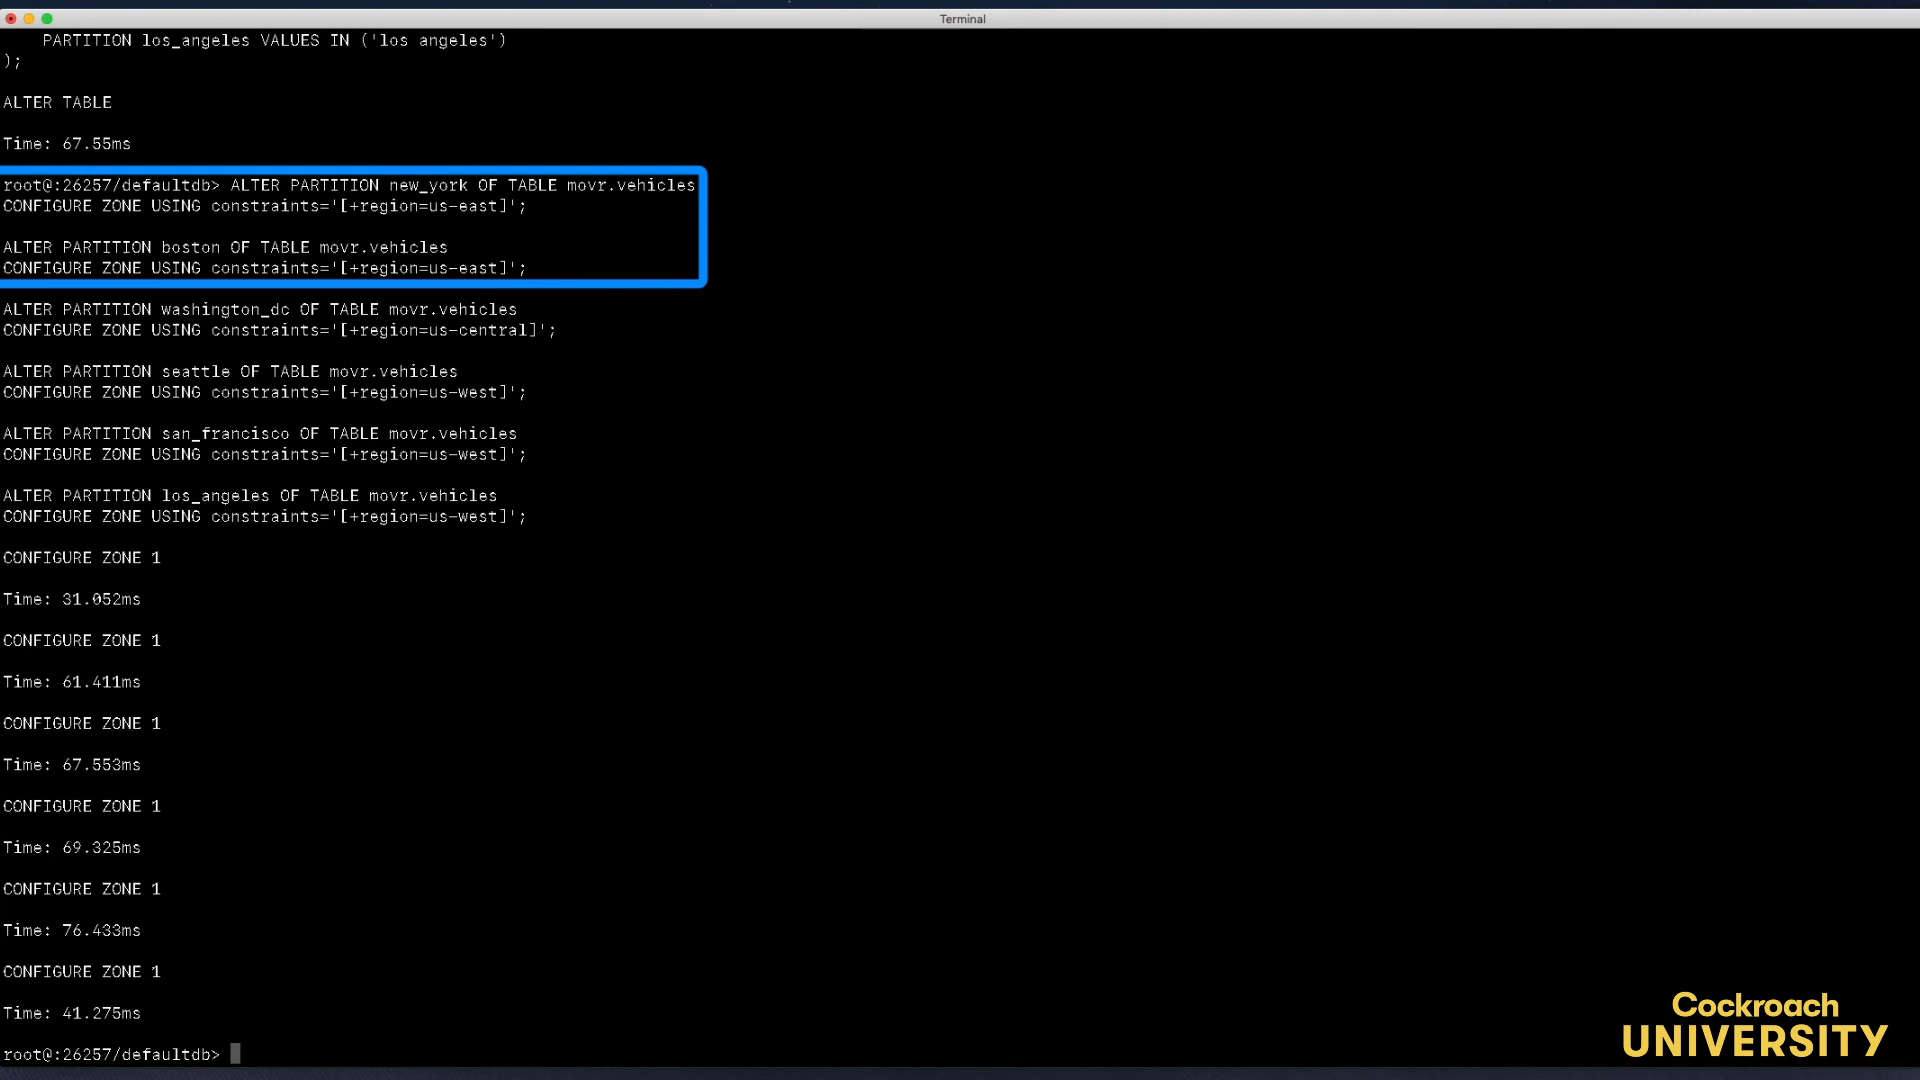 Terminal
PARTITION los_angeles VALUES IN ('los angeles')
);
ALTER TABLE
Time: 67.55ms
root@:26257/defaultdb> ALTER PARTITION new_york OF TABLE movr.vehicles
CONFIGURE ZONE USING constraints='[+region=us-east]';
ALTER PARTITION boston OF TABLE movr.vehicles
CONFIGURE ZONE USING constraints='[+region=us-east]';
ALTER PARTITION washington_dc OF TABLE movr.vehicles
CONFIGURE ZONE USING constraints='[+region=us-central]';
ALTER PARTITION seattle OF TABLE movr.vehicles
CONFIGURE ZONE USING constraints='[+region=us-west]';
ALTER PARTITION san_francisco OF TABLE movr.vehicles
CONFIGURE ZONE USING constraints='[+region=us-west]';
ALTER PARTITION los_angeles OF TABLE movr.vehicles
CONFIGURE ZONE USING constraints='[+region=us-west]';
CONFIGURE ZONE 1
Time: 31.052ms
CONFIGURE ZONE 1
Time: 61.411ms
CONFIGURE ZONE 1
Time: 67.553ms
CONFIGURE ZONE 1
Time: 69.325ms
CONFIGURE ZONE 1
Time: 76.433ms
CONFIGURE ZONE 1
Time: 41.275ms
root@:26257/defaultdb>
Cockroach
UNIVERSITY